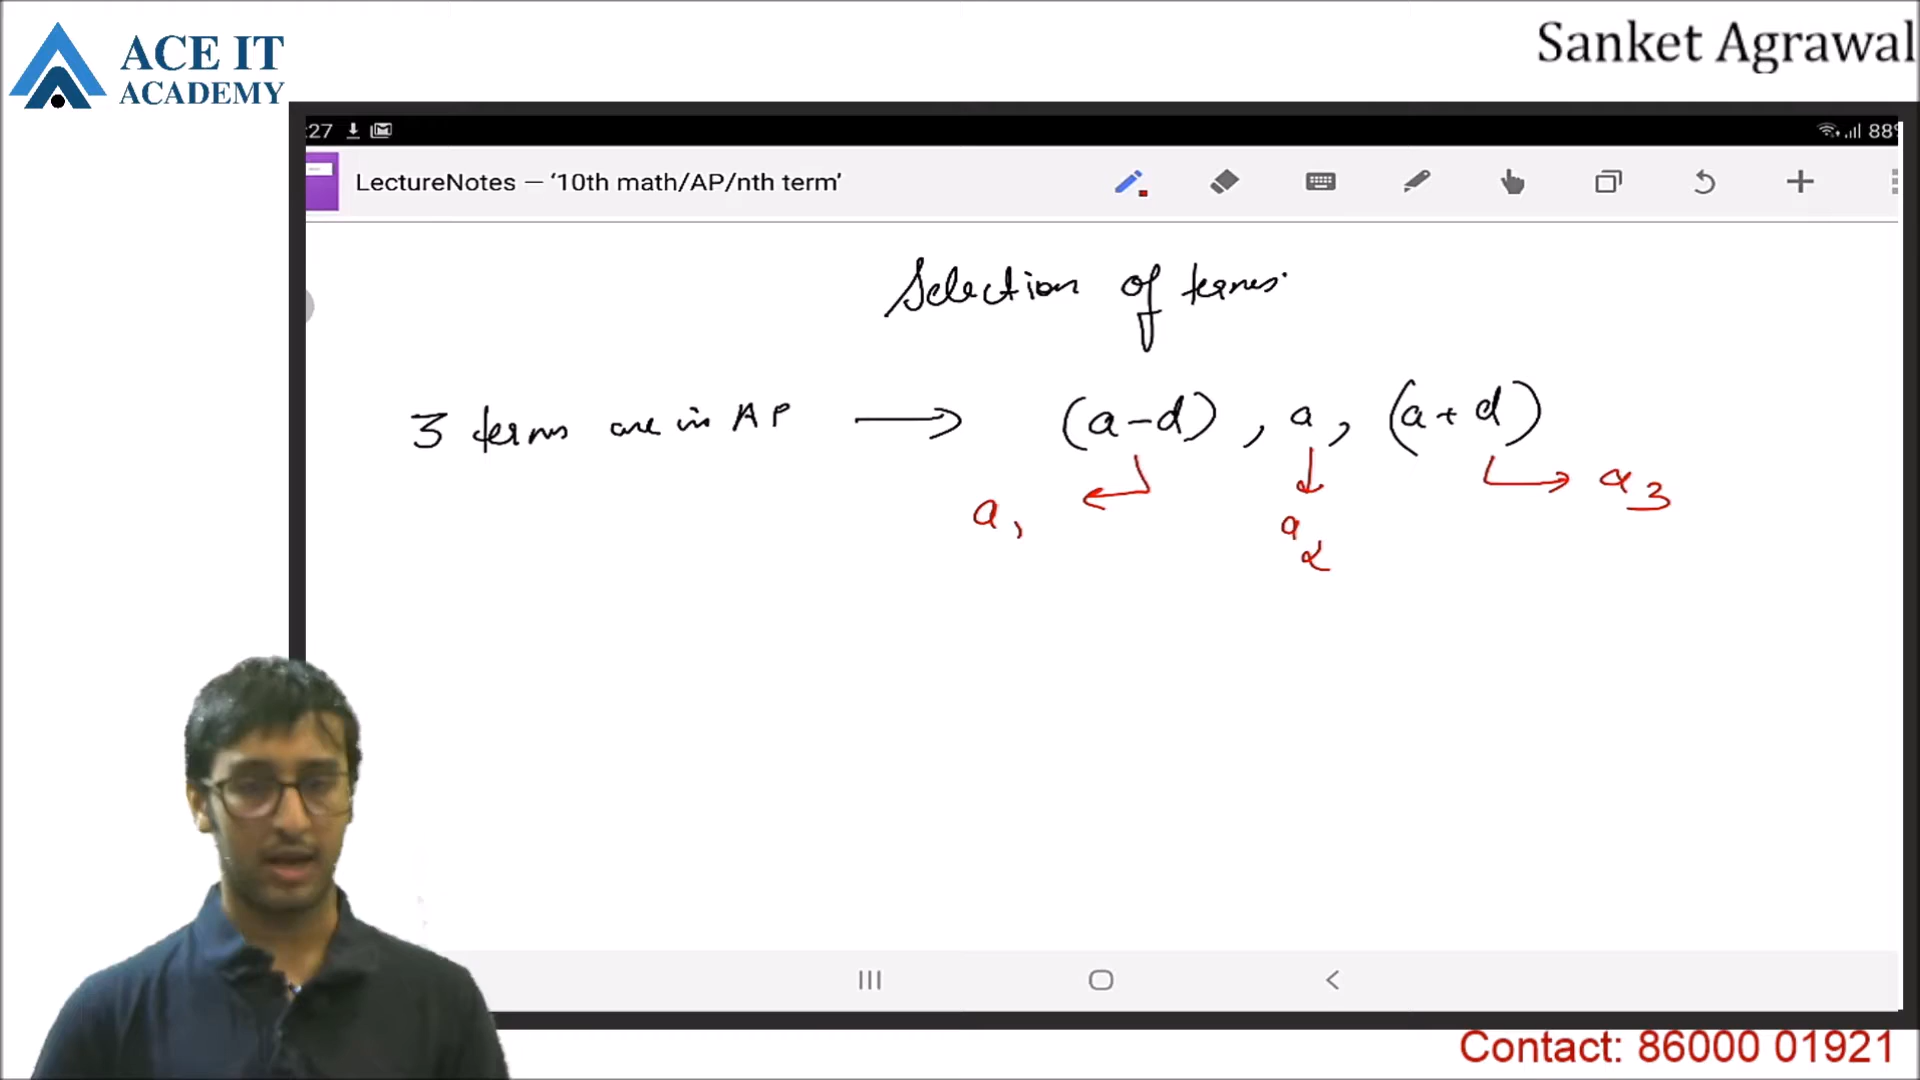 ACE IT
ACADEMY
Sanket Agrawal
:27
88%
LectureNotes — ‘10th math/AP/nth term’
Selection of terms
3 terms are in AP → (a-d), a, (a+d)
a1
a2
a3
Contact: 86000 01921